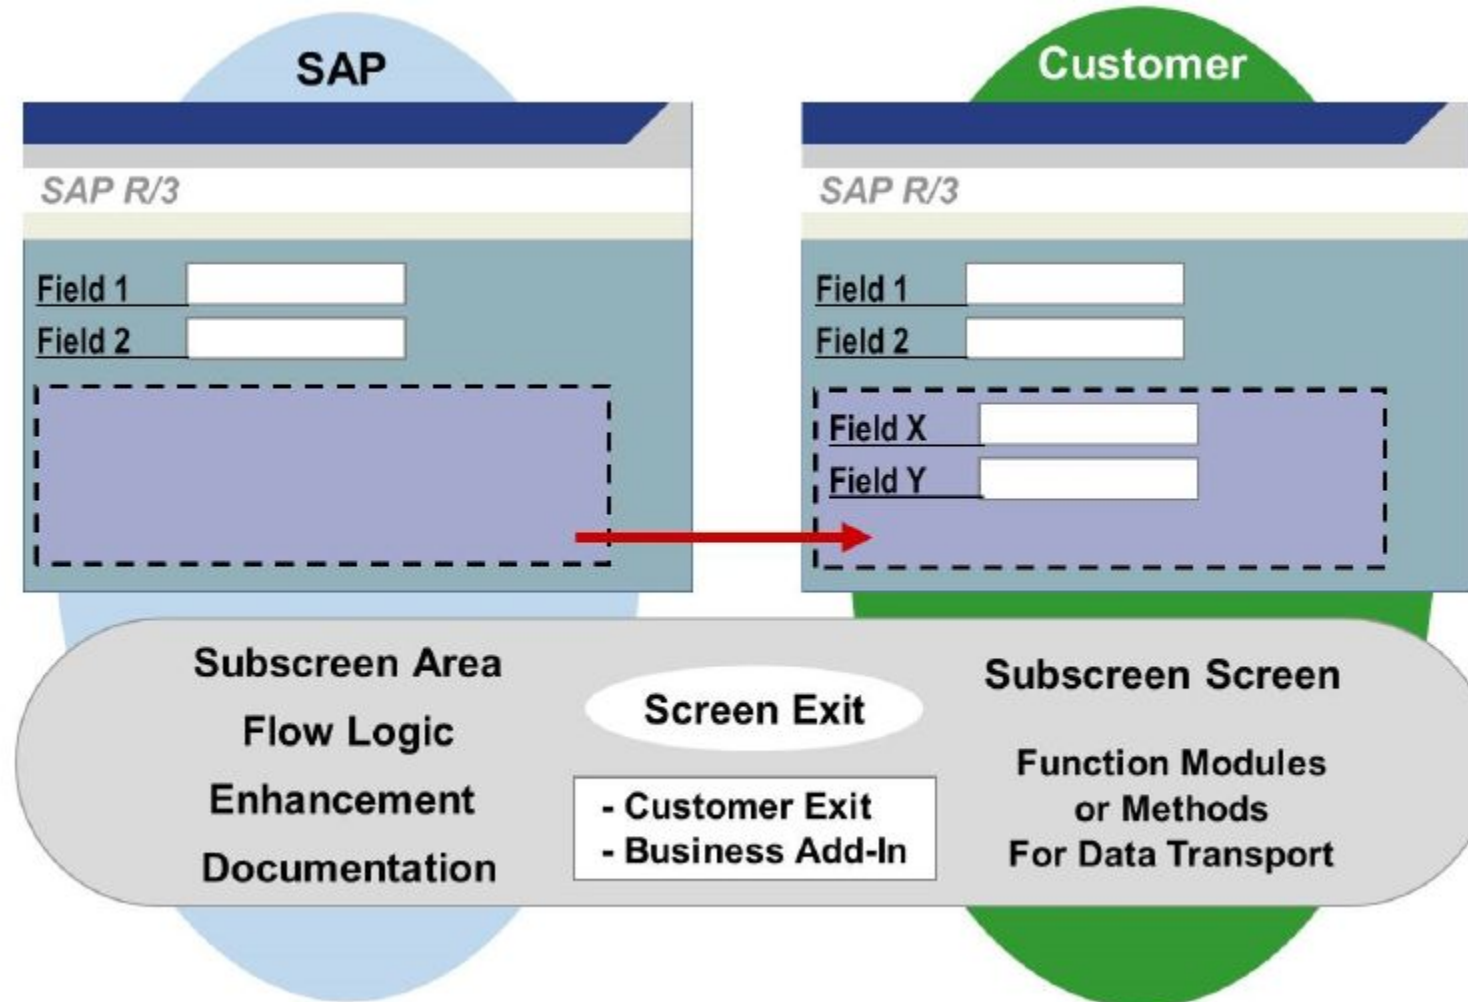 SAP
Customer
SAP R/3
SAP R/3
Field 1
Field 2
Field 1
Field 2
Field X
Field Y
Subscreen Area
Flow Logic
Enhancement
Documentation
Screen Exit
- Customer Exit
- Business Add-In
Subscreen Screen
Function Modules
or Methods
For Data Transport